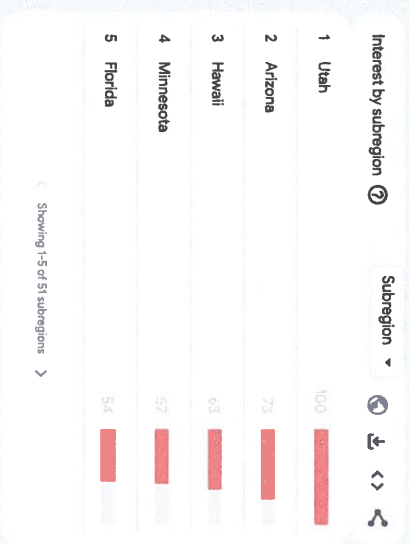 Interest by subregion Subregion
1 Utah 100
2 Arizona 73
3 Hawaii 63
4 Minnesota 57
5 Florida 54
Showing 1-5 of 51 subregions